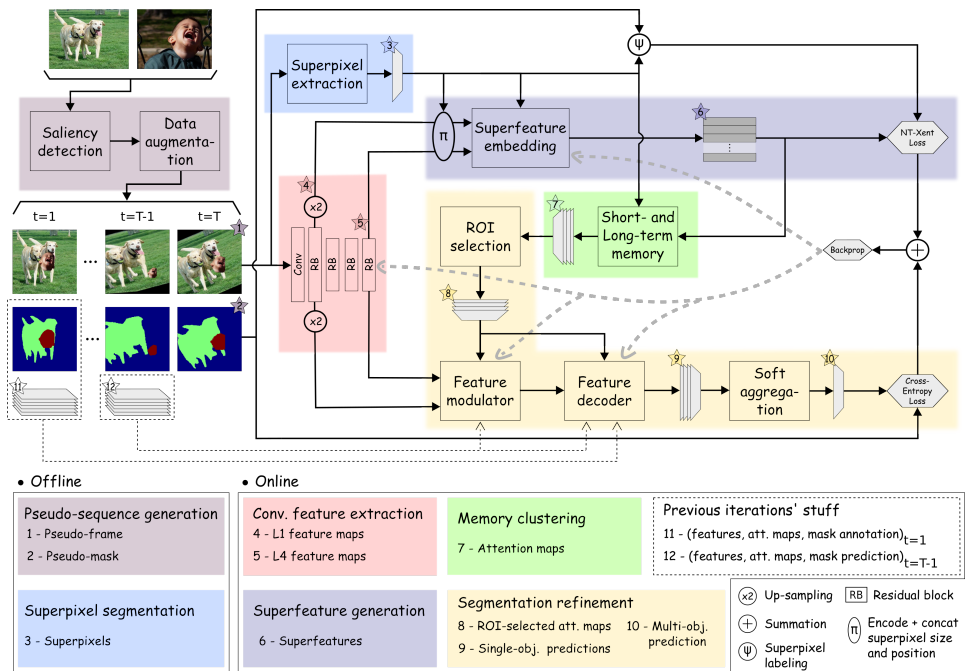 Saliency
detection
Data
augmenta-
tion
Superpixel
extraction
3
ψ
π
Superfeature
embedding
6
NT-Xent
Loss
t=1
t=T-1
t=T
1
...
2
...
11
12
4
x2
5
Conv
RB
RB
RB
RB
x2
ROI
selection
7
Short- and
Long-term
memory
Backprop
+
8
Feature
modulator
Feature
decoder
9
Soft
aggrega-
tion
10
Cross-
Entropy
Loss
• Offline
Pseudo-sequence generation
1 - Pseudo-frame
2 - Pseudo-mask
Superpixel segmentation
3 - Superpixels
• Online
Conv. feature extraction
4 - L1 feature maps
5 - L4 feature maps
Memory clustering
7 - Attention maps
Previous iterations' stuff
11 - (features, att. maps, mask annotation)t=1
12 - (features, att. maps, mask prediction)t=T-1
Superfeature generation
6 - Superfeatures
Segmentation refinement
8 - ROI-selected att. maps
9 - Single-obj. predictions
10 - Multi-obj.
prediction
x2 Up-sampling
RB Residual block
+ Summation
π Encode + concat
superpixel size
and position
ψ Superpixel
labeling